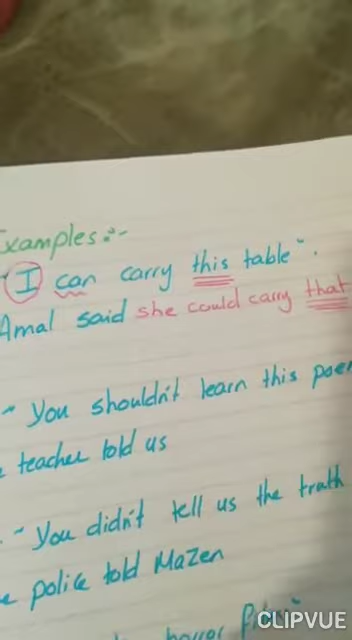 Examples:-
"I can carry this table".
Amal said she could carry that
- You shouldn't learn this poem
teacher told us
- You didn't tell us the truth
police told Mazen
horror
CLIPVUE